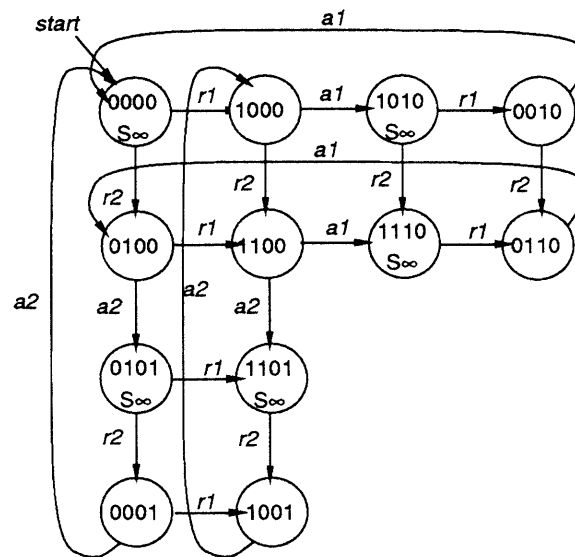 start
a1
0000
S∞
r1
1000
a1
1010
S∞
r1
0010
a1
r2
r2
r2
r2
0100
r1
1100
a1
1110
S∞
r1
0110
a2
a2
a2
a2
0101
S∞
r1
1101
S∞
r2
r2
0001
r1
1001